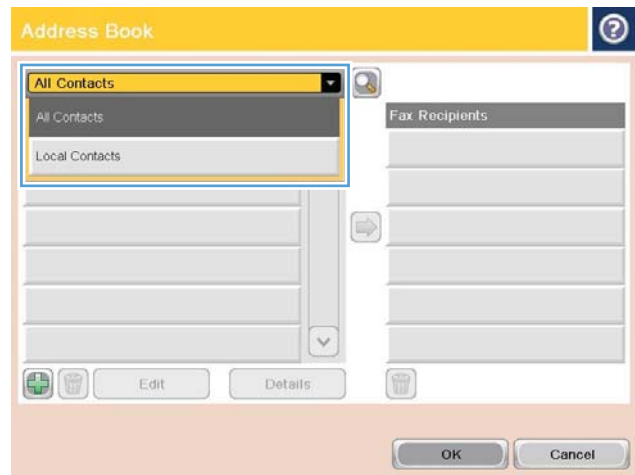 Address Book
All Contacts
All Contacts
Local Contacts
Fax Recipients
Edit
Details
OK
Cancel